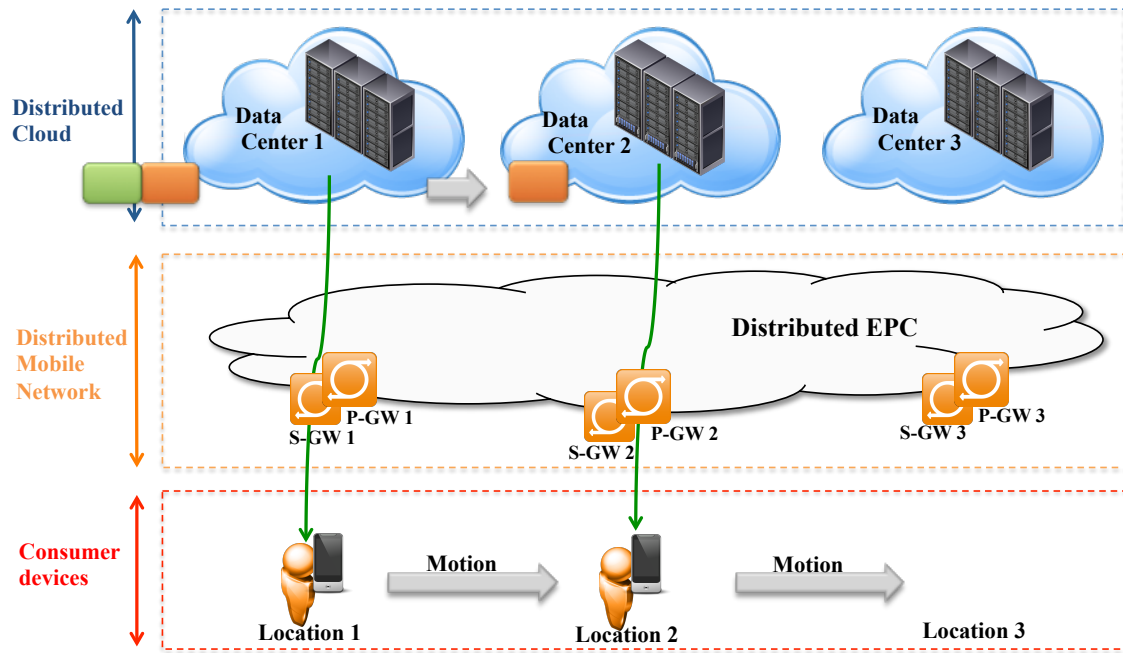 Distributed
Cloud
Data
Center 1
Data
Center 2
Data
Center 3
Distributed
Mobile
Network
Distributed EPC
P-GW 1
S-GW 1
P-GW 2
S-GW 2
P-GW 3
S-GW 3
Consumer
devices
Motion
Motion
Location 1
Location 2
Location 3